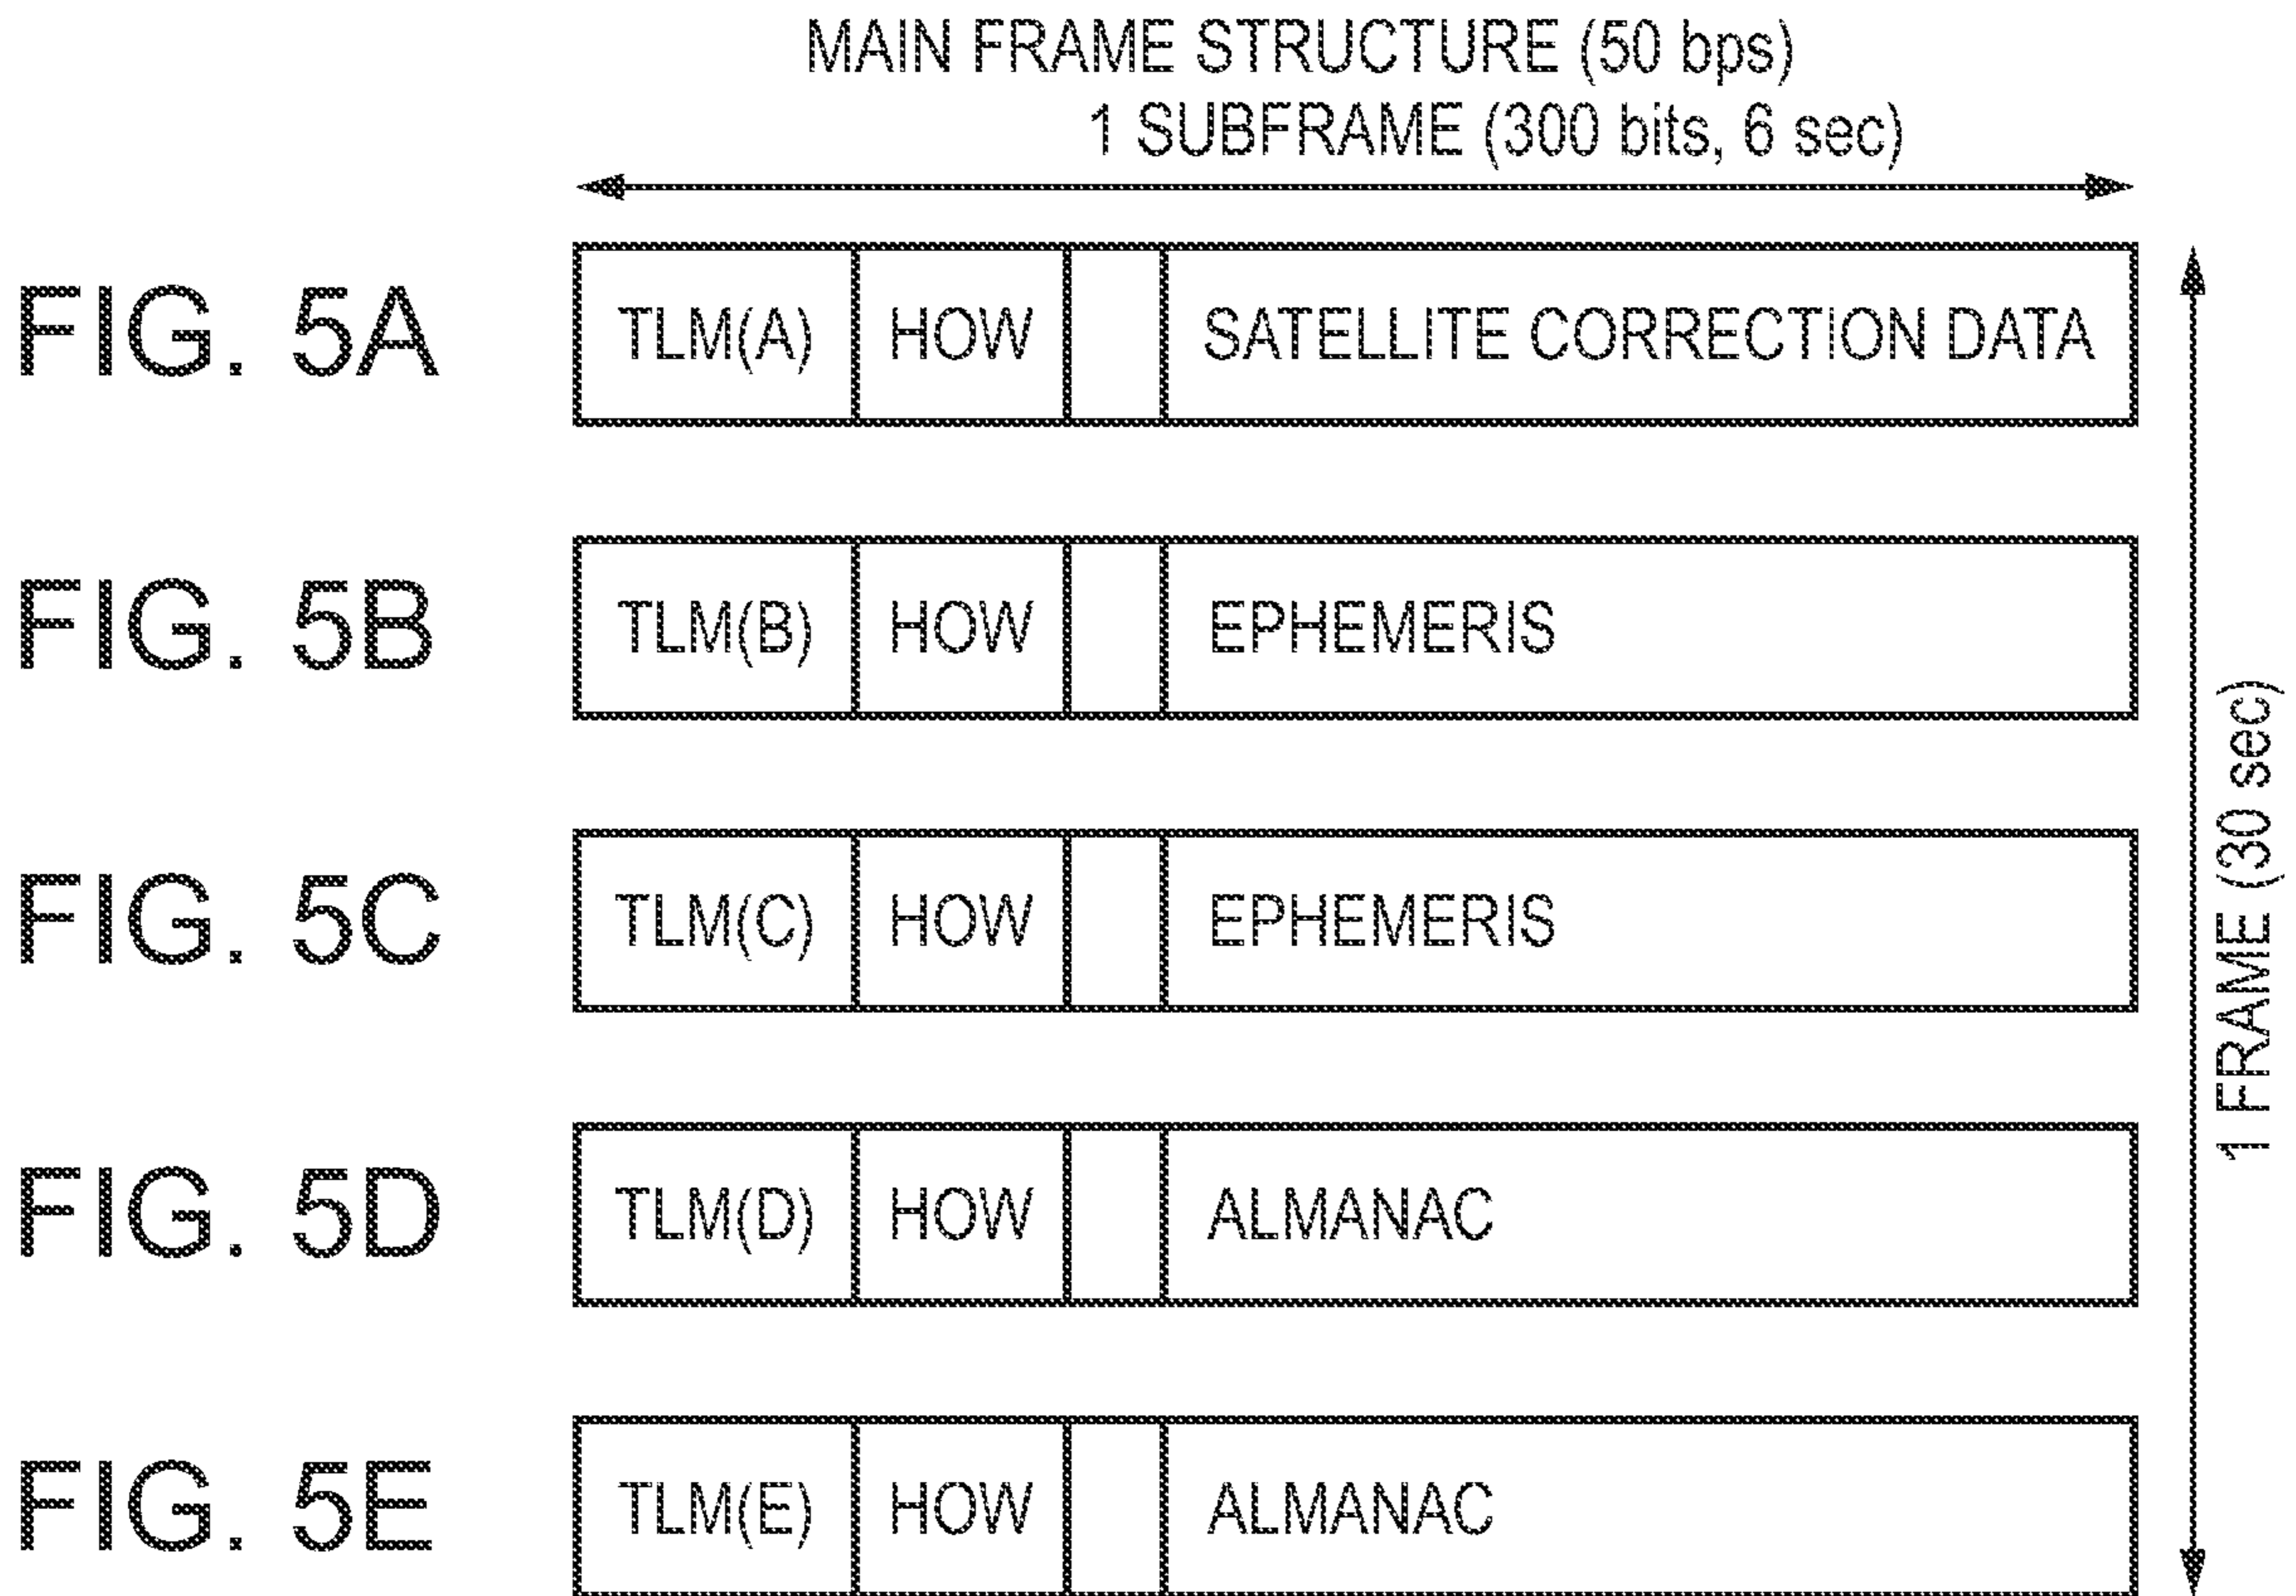 MAIN FRAME STRUCTURE (50 bps)
1 SUBFRAME (300 bits, 6 sec)
FIG. 5A TLM(A) HOW SATELLITE CORRECTION DATA
FIG. 5B TLM(B) HOW EPHEMERIS
FIG. 5C TLM(C) HOW EPHEMERIS
FIG. 5D TLM(D) HOW ALMANAC
FIG. 5E TLM(E) HOW ALMANAC
1 FRAME (30 sec)